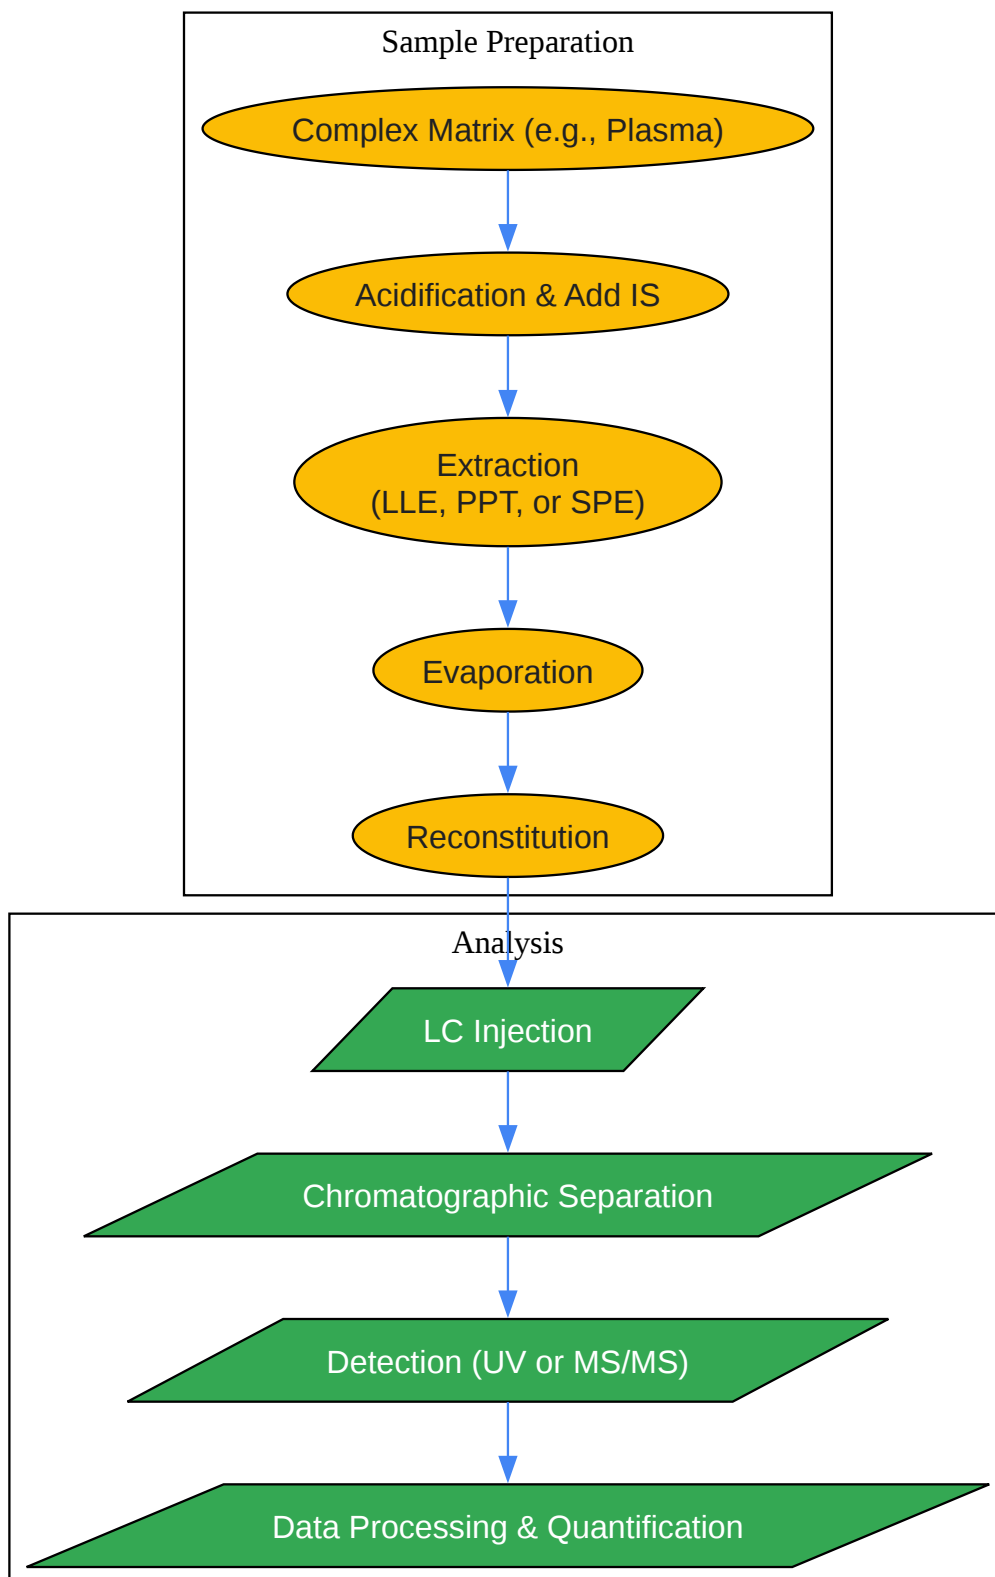 Sample Preparation
Complex Matrix (e.g., Plasma)
Acidification & Add IS
Extraction
(LLE, PPT, or SPE)
Evaporation
Reconstitution
Analysis
LC Injection
Chromatographic Separation
Detection (UV or MS/MS)
Data Processing & Quantification